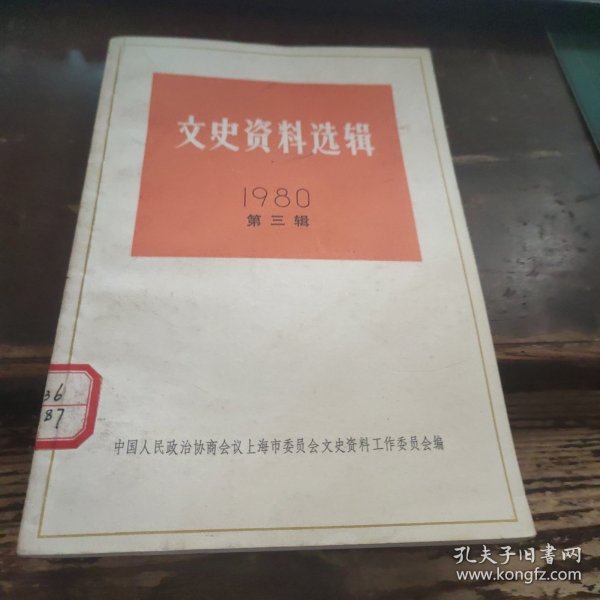 文史资料选辑
1980
第三辑
36
87
中国人民政治协商会议上海市委员会文史资料工作委员会编
孔夫子旧书网
www.kongfz.com